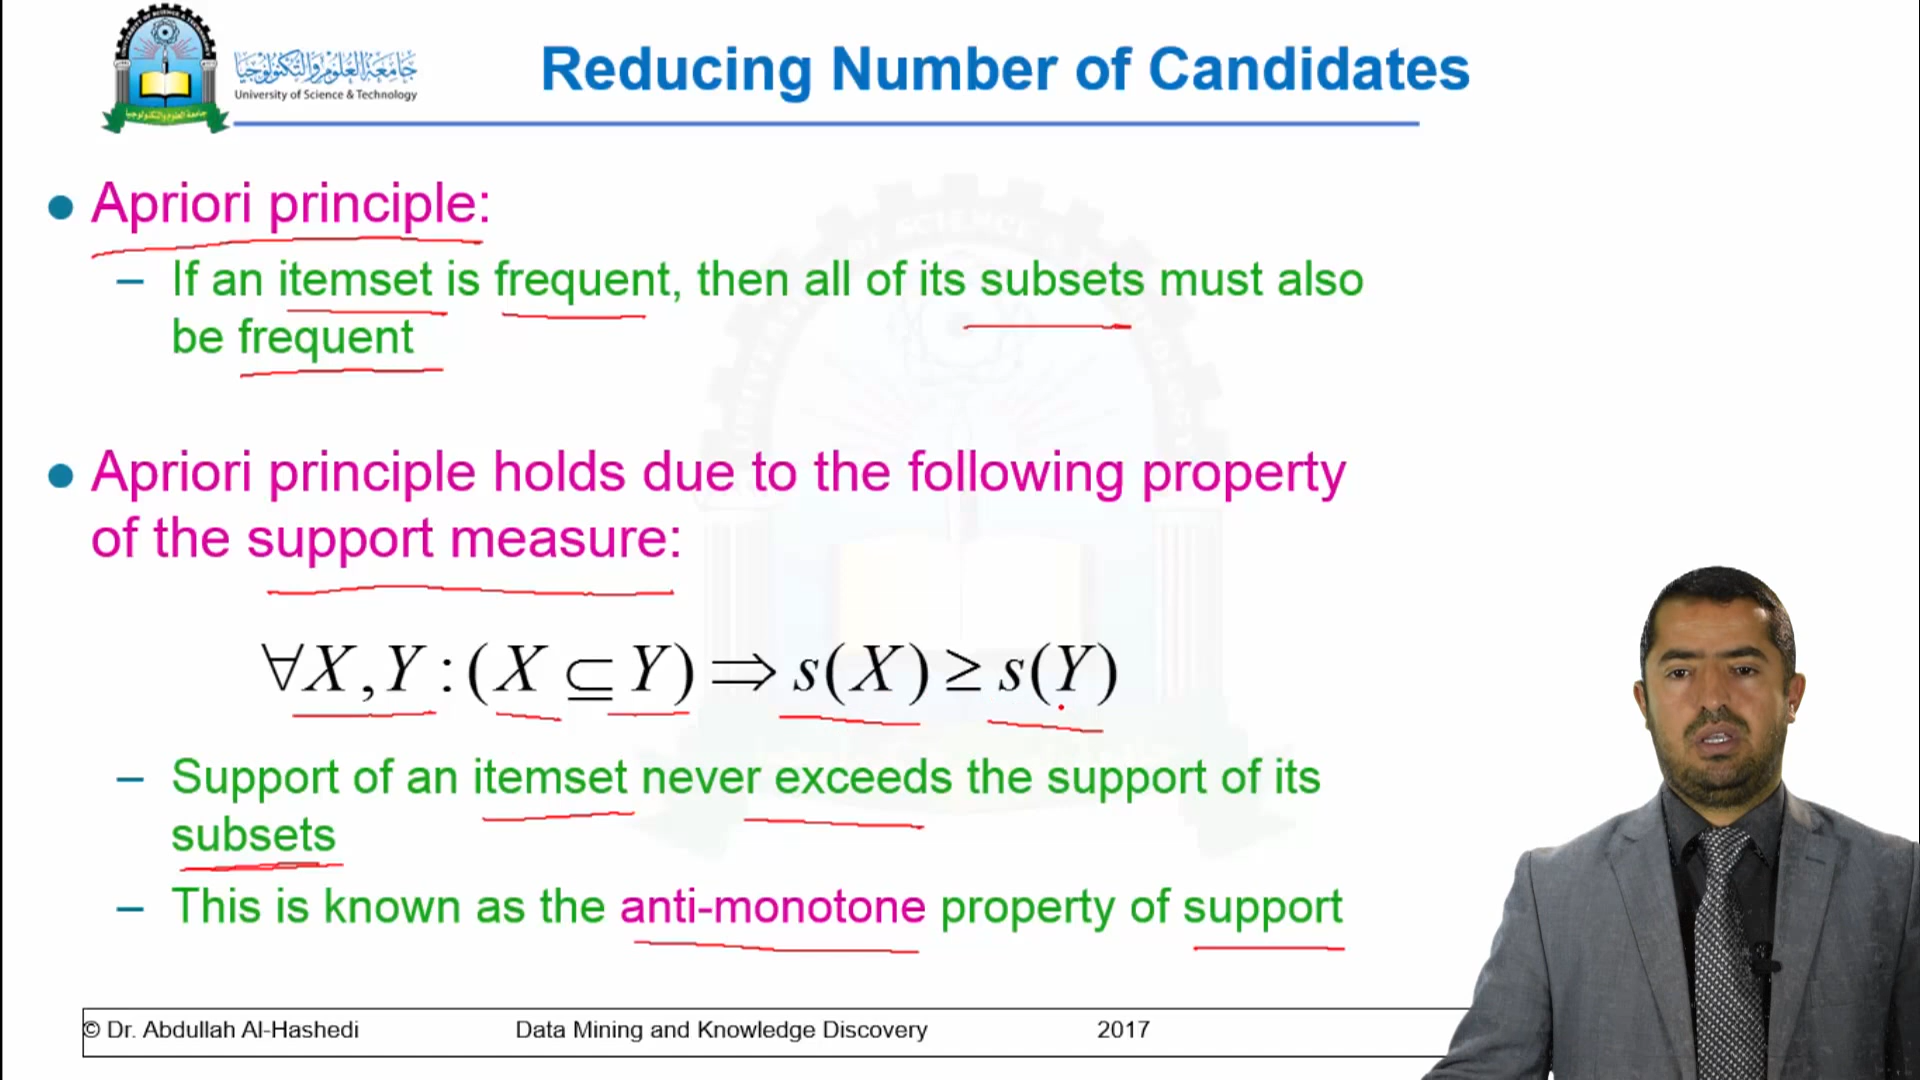 جامعة العلوم والتكنولوجيا
University of Science & Technology
Reducing Number of Candidates
Apriori principle:
– If an itemset is frequent, then all of its subsets must also
be frequent
Apriori principle holds due to the following property
of the support measure:
∀X,Y:(X⊆Y)⇒s(X)≥s(Y)
– Support of an itemset never exceeds the support of its
subsets
– This is known as the anti-monotone property of support
© Dr. Abdullah Al-Hashedi
Data Mining and Knowledge Discovery
2017